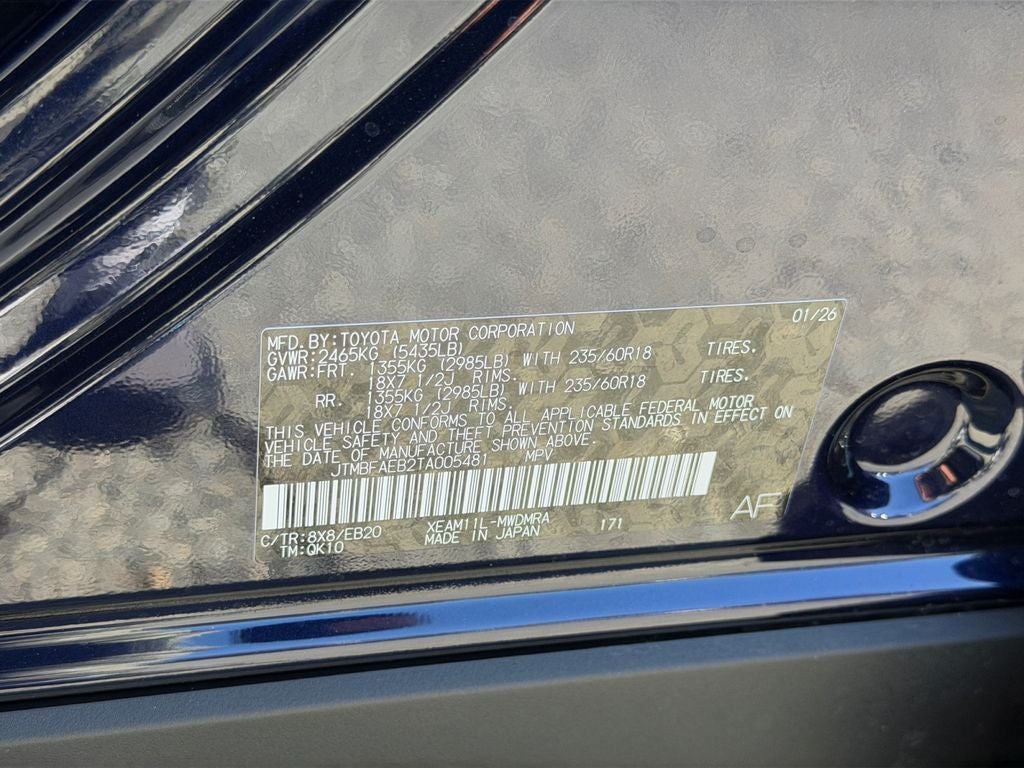 01/26
MFD. BY:TOYOTA MOTOR CORPORATION
GVWR:2465KG (5435LB)
GAWR:FRT. 1355KG (2985LB) WITH 235/60R18 TIRES.
18X7 1/2J RIMS.
RR. 1355KG (2985LB) WITH 235/60R18 TIRES.
18X7 1/2J RIMS.
THIS VEHICLE CONFORMS TO ALL APPLICABLE FEDERAL MOTOR
VEHICLE SAFETY AND THEFT PREVENTION STANDARDS IN EFFECT ON
THE DATE OF MANUFACTURE SHOWN ABOVE.
JTMBFAEB2TA005481 MPV
C/TR:8X8/EB20 XEAM11L-MWDMRA 171
TM:QK10 MADE IN JAPAN
AF